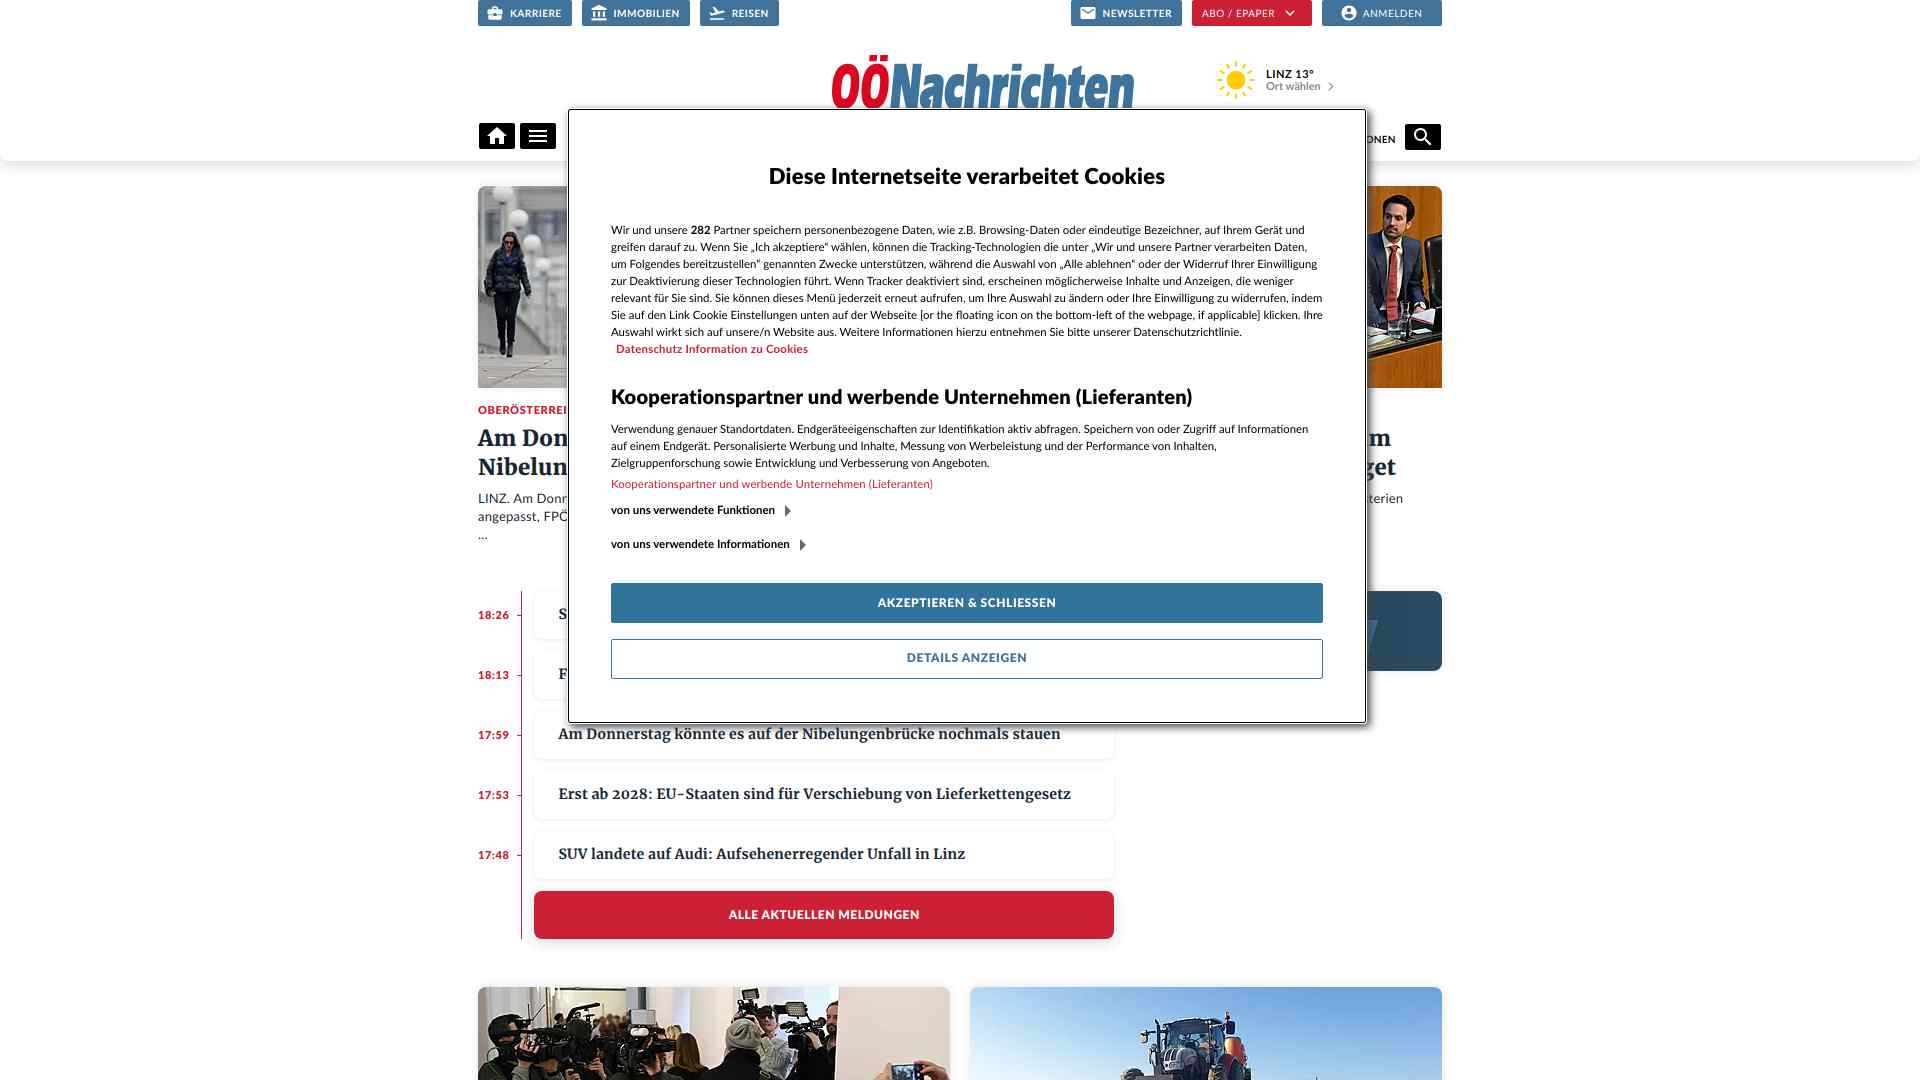 KARRIERE
IMMOBILIEN
REISEN
NEWSLETTER
ABO / EPAPER
ANMELDEN
OÖNachrichten
LINZ 13°
Ort wählen
Diese Internetseite verarbeitet Cookies
Wir und unsere 282 Partner speichern personenbezogene Daten, wie z.B. Browsing-Daten oder eindeutige Bezeichner, auf Ihrem Gerät und
greifen darauf zu. Wenn Sie „Ich akzeptiere“ wählen, können die Tracking-Technologien die unter „Wir und unsere Partner verarbeiten Daten,
um Folgendes bereitzustellen“ genannten Zwecke unterstützen, während die Auswahl von „Alle ablehnen“ oder der Widerruf Ihrer Einwilligung
zur Deaktivierung dieser Technologien führt. Wenn Tracker deaktiviert sind, erscheinen möglicherweise Inhalte und Anzeigen, die weniger
relevant für Sie sind. Sie können dieses Menü jederzeit erneut aufrufen, um Ihre Auswahl zu ändern oder Ihre Einwilligung zu widerrufen, indem
Sie auf den Link Cookie Einstellungen unten auf der Webseite [or the floating icon on the bottom-left of the webpage, if applicable] klicken. Ihre
Auswahl wirkt sich auf unsere/n Website aus. Weitere Informationen hierzu entnehmen Sie bitte unserer Datenschutzrichtlinie.
Datenschutz Information zu Cookies
Kooperationspartner und werbende Unternehmen (Lieferanten)
Verwendung genauer Standortdaten. Endgeräteeigenschaften zur Identifikation aktiv abfragen. Speichern von oder Zugriff auf Informationen
auf einem Endgerät. Personalisierte Werbung und Inhalte, Messung von Werbeleistung und der Performance von Inhalten,
Zielgruppenforschung sowie Entwicklung und Verbesserung von Angeboten.
Kooperationspartner und werbende Unternehmen (Lieferanten)
von uns verwendete Funktionen
von uns verwendete Informationen
AKZEPTIEREN & SCHLIESSEN
DETAILS ANZEIGEN
Am Don
Nibelun
LINZ. Am Donn
angepasst, FPÖ
...
18:26
18:13
17:59 Am Donnerstag könnte es auf der Nibelungenbrücke nochmals stauen
17:53 Erst ab 2028: EU-Staaten sind für Verschiebung von Lieferkettengesetz
17:48 SUV landete auf Audi: Aufsehenerregender Unfall in Linz
ALLE AKTUELLEN MELDUNGEN